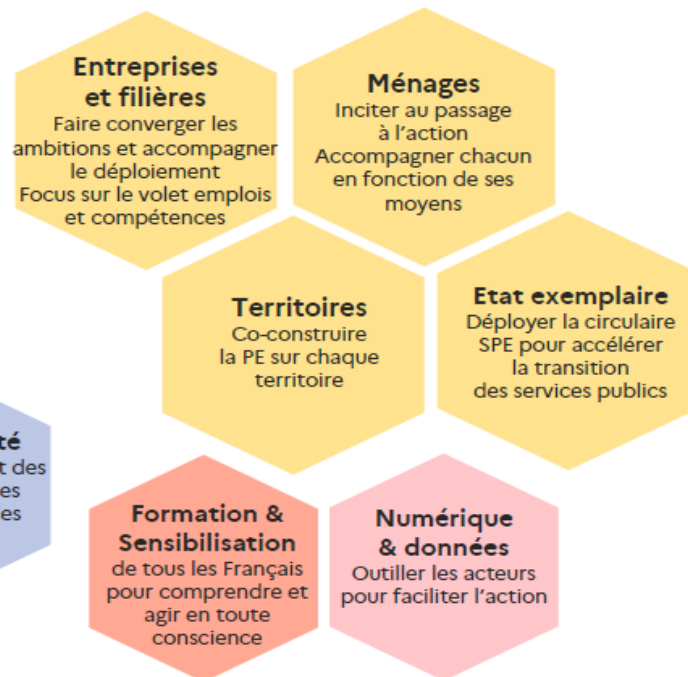 Entreprises
et filières
Faire converger les
ambitions et accompagner
le déploiement
Focus sur le volet emplois
et compétences
Ménages
Inciter au passage
à l'action
Accompagner chacun
en fonction de ses
moyens
Territoires
Co-construire
la PE sur chaque
territoire
Etat exemplaire
Déployer la circulaire
SPE pour accélérer
la transition
des services publics
des
Formation &
Sensibilisation
de tous les Français
pour comprendre et
agir en toute
conscience
Numérique
& données
Outiller les acteurs
pour faciliter l'action